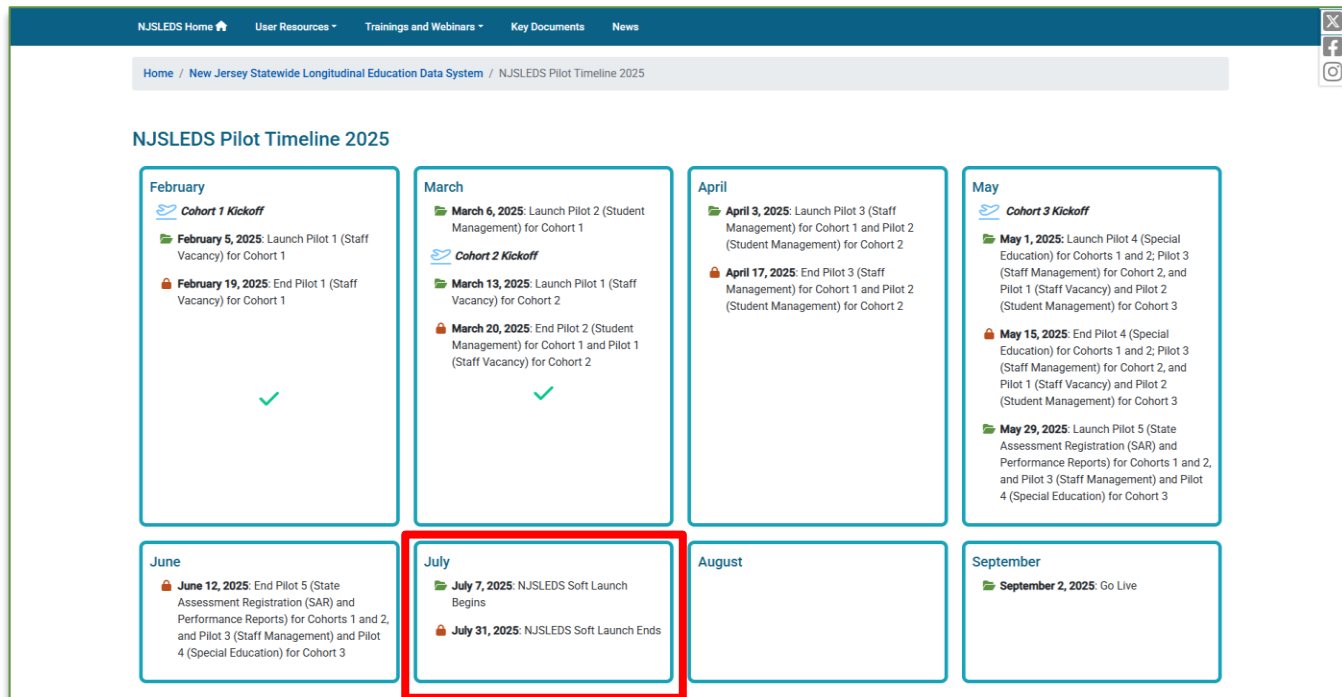 NJSLEDS Home User Resources Trainings and Webinars Key Documents News
Home / New Jersey Statewide Longitudinal Education Data System / NJSLEDS Pilot Timeline 2025
NJSLEDS Pilot Timeline 2025
February
Cohort 1 Kickoff
February 5, 2025: Launch Pilot 1 (Staff
Vacancy) for Cohort 1
February 19, 2025: End Pilot 1 (Staff
Vacancy) for Cohort 1
March
March 6, 2025: Launch Pilot 2 (Student
Management) for Cohort 1
Cohort 2 Kickoff
March 13, 2025: Launch Pilot 1 (Staff
Vacancy) for Cohort 2
March 20, 2025: End Pilot 2 (Student
Management) for Cohort 1 and Pilot 1
(Staff Vacancy) for Cohort 2
April
April 3, 2025: Launch Pilot 3 (Staff
Management) for Cohort 1 and Pilot 2
(Student Management) for Cohort 2
April 17, 2025: End Pilot 3 (Staff
Management) for Cohort 1 and Pilot 2
(Student Management) for Cohort 2
May
Cohort 3 Kickoff
May 1, 2025: Launch Pilot 4 (Special
Education) for Cohorts 1 and 2; Pilot 3
(Staff Management) for Cohort 2, and
Pilot 1 (Staff Vacancy) and Pilot 2
(Student Management) for Cohort 3
May 15, 2025: End Pilot 4 (Special
Education) for Cohorts 1 and 2; Pilot 3
(Staff Management) for Cohort 2, and
Pilot 1 (Staff Vacancy) and Pilot 2
(Student Management) for Cohort 3
May 29, 2025: Launch Pilot 5 (State
Assessment Registration (SAR) and
Performance Reports) for Cohorts 1 and 2,
and Pilot 3 (Staff Management) and Pilot
4 (Special Education) for Cohort 3
June
June 12, 2025: End Pilot 5 (State
Assessment Registration (SAR) and
Performance Reports) for Cohorts 1 and 2,
and Pilot 3 (Staff Management) and Pilot
4 (Special Education) for Cohort 3
July
July 7, 2025: NJSLEDS Soft Launch
Begins
July 31, 2025: NJSLEDS Soft Launch Ends
August
September
September 2, 2025: Go Live